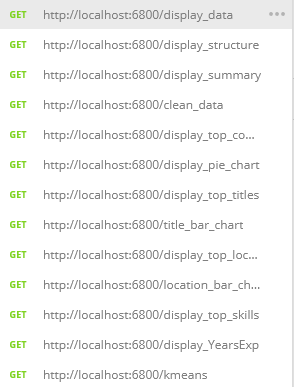 GET http://localhost:6800/display_data
GET http://localhost:6800/display_structure
GET http://localhost:6800/display_summary
GET http://localhost:6800/clean_data
GET http://localhost:6800/display_top_co...
GET http://localhost:6800/display_pie_chart
GET http://localhost:6800/display_top_titles
GET http://localhost:6800/title_bar_chart
GET http://localhost:6800/display_top_loc...
GET http://localhost:6800/location_bar_ch...
GET http://localhost:6800/display_top_skills
GET http://localhost:6800/display_YearsExp
GET http://localhost:6800/kmeans